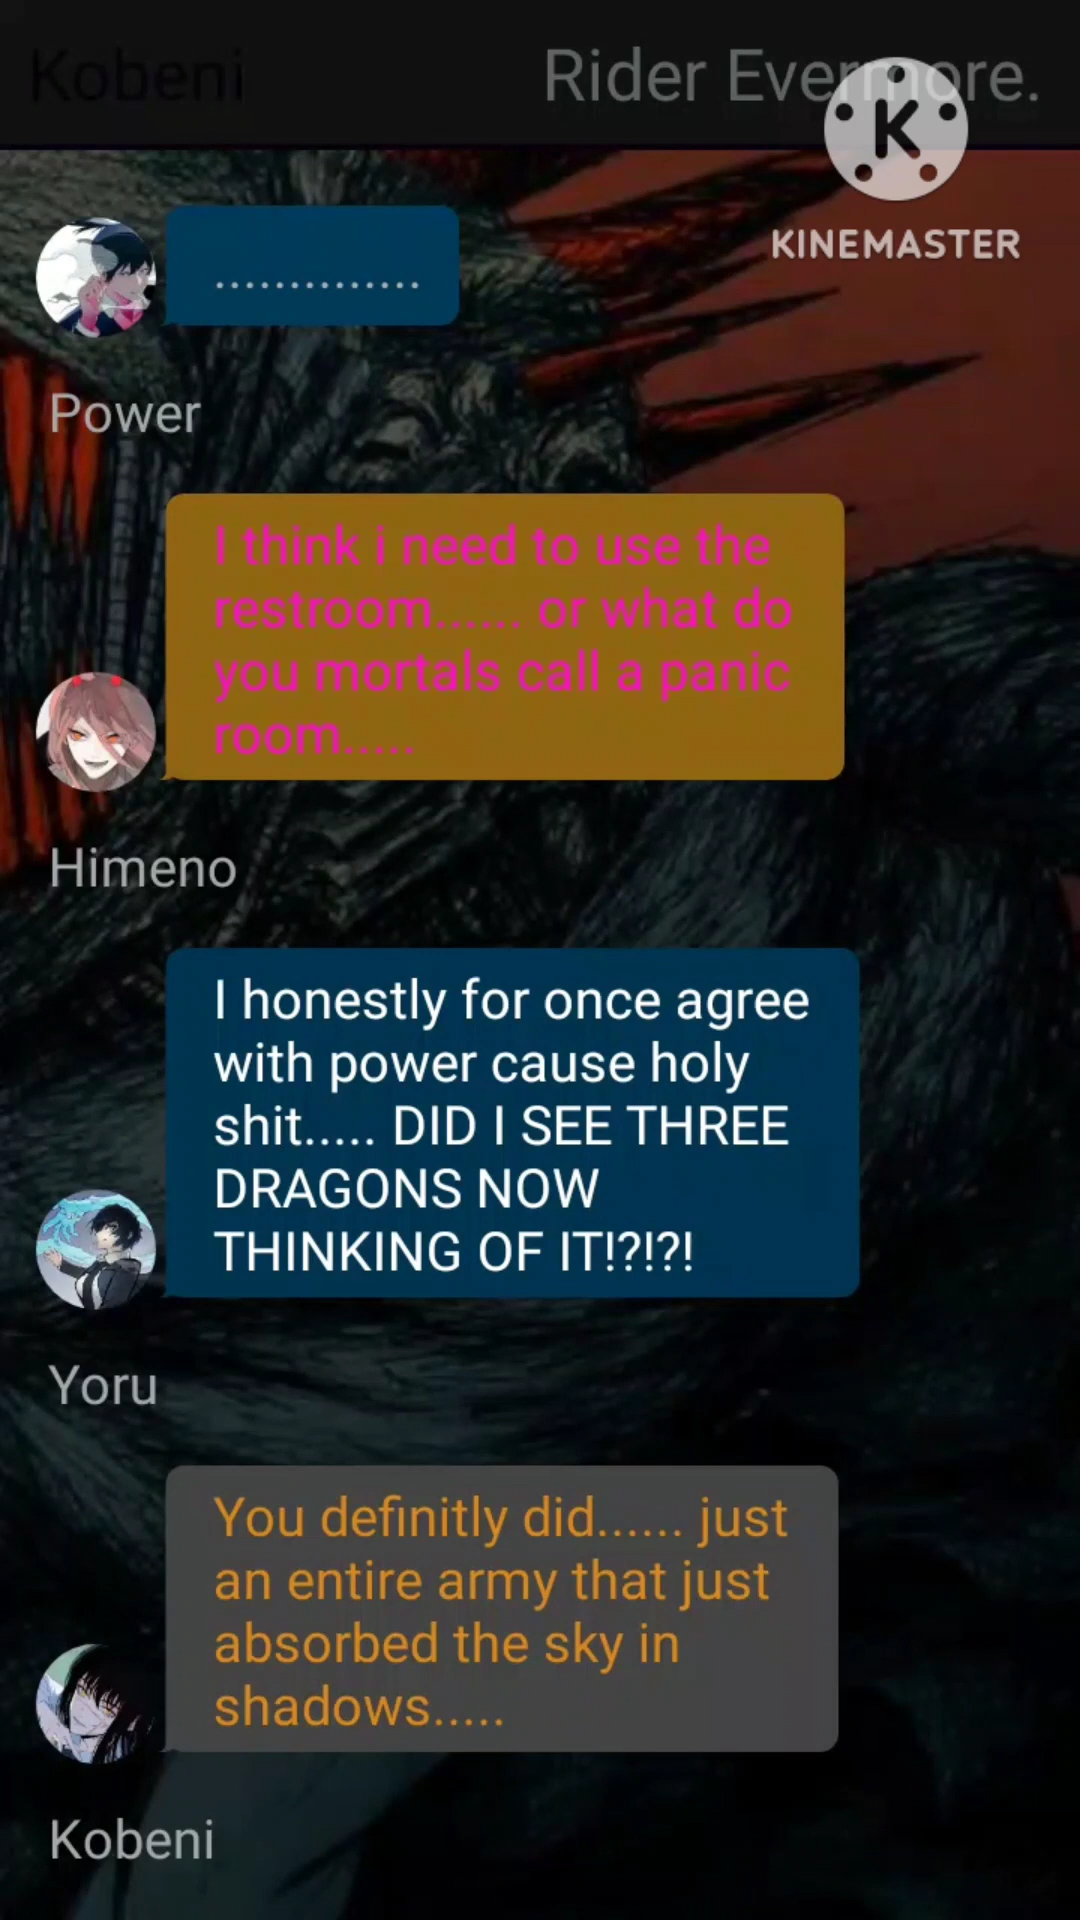 Kobeni
Rider Evermore.
K
KINEMASTER
..............
Power
I think i need to use the
restroom...... or what do
you mortals call a panic
room.....
Himeno
I honestly for once agree
with power cause holy
shit..... DID I SEE THREE
DRAGONS NOW
THINKING OF IT!?!?!
Yoru
You definitly did...... just
an entire army that just
absorbed the sky in
shadows.....
Kobeni